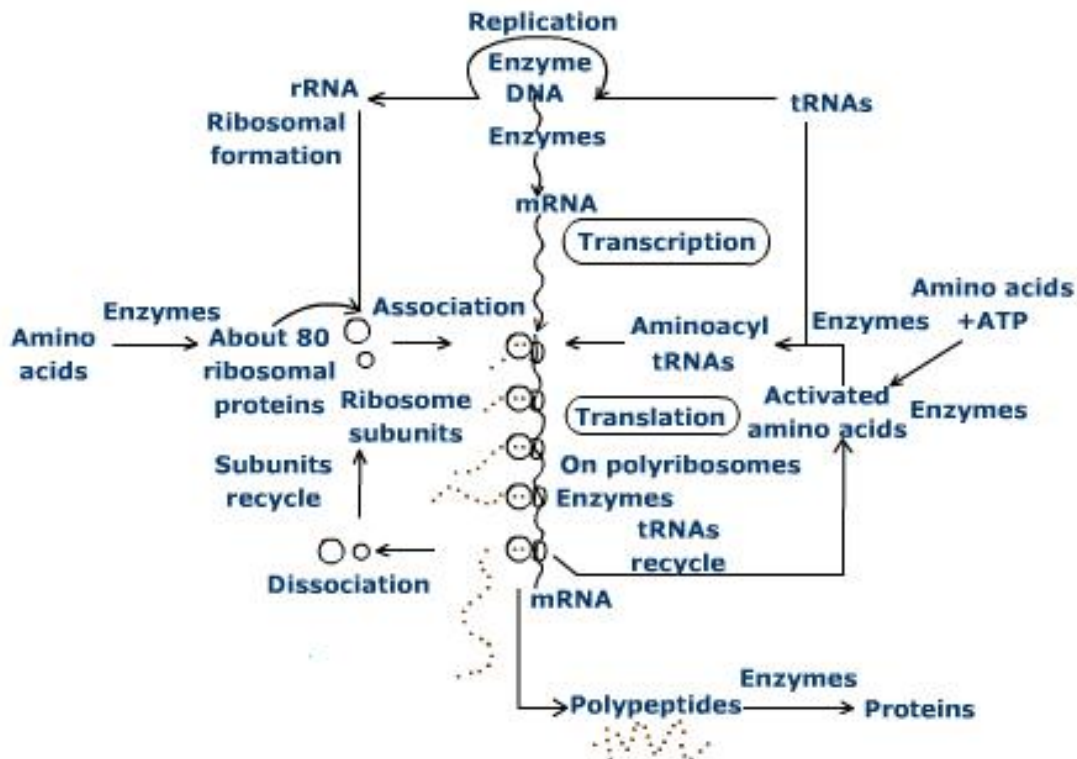 Replication
Enzyme
DNA
rRNA
tRNAs
Ribosomal
formation
Enzymes
mRNA
Transcription
Amino acids
+ATP
Enzymes
Association
Enzymes
Amino
acids
About 80
ribosomal
proteins
Aminoacyl
tRNAs
Ribosome
subunits
Translation
Activated
amino acids
Enzymes
Subunits
recycle
On polyribosomes
Enzymes
tRNAs
recycle
Dissociation
mRNA
Polypeptides
Enzymes
Proteins